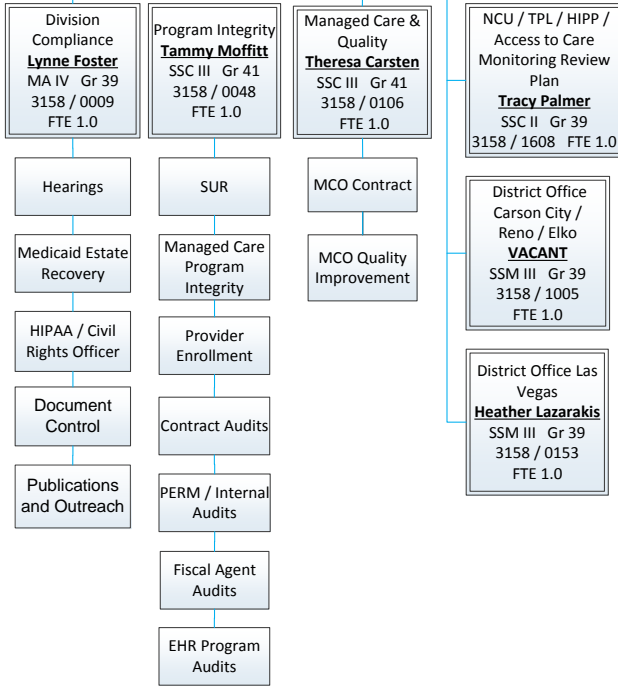 Division
Compliance
Lynne Foster
MA IV Gr 39
3158 / 0009
FTE 1.0
Hearings
Medicaid Estate
Recovery
HIPAA / Civil
Rights Officer
Document
Control
Publications
and Outreach
Program Integrity
Tammy Moffitt
SSC III Gr 41
3158 / 0048
FTE 1.0
SUR
Managed Care
Program
Integrity
Provider
Enrollment
Contract Audits
PERM / Internal
Audits
Fiscal Agent
Audits
EHR Program
Audits
Managed Care &
Quality
Theresa Carsten
SSC III Gr 41
3158 / 0106
FTE 1.0
MCO Contract
MCO Quality
Improvement
NCU / TPL / HIPP /
Access to Care
Monitoring Review
Plan
Tracy Palmer
SSC II Gr 39
3158 / 1608 FTE 1.0
District Office
Carson City /
Reno / Elko
VACANT
SSM III Gr 39
3158 / 1005
FTE 1.0
District Office Las
Vegas
Heather Lazarakis
SSM III Gr 39
3158 / 0153
FTE 1.0